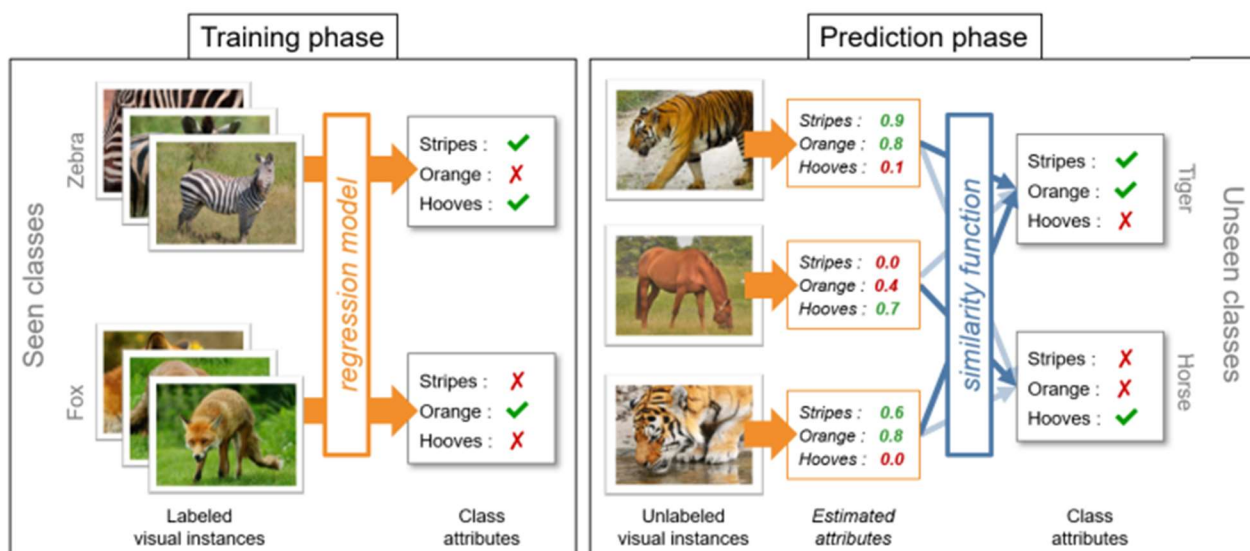 Training phase
Seen classes
Zebra
Stripes :
Orange :
Hooves :
regression model
Fox
Stripes :
Orange :
Hooves :
Labeled
visual instances
Class
attributes
Prediction phase
Stripes : 0.9
Orange : 0.8
Hooves : 0.1
Stripes : 0.0
Orange : 0.4
Hooves : 0.7
Stripes : 0.6
Orange : 0.8
Hooves : 0.0
similarity function
Stripes :
Orange :
Hooves :
Tiger
Stripes :
Orange :
Hooves :
Horse
Unseen classes
Unlabeled
visual instances
Estimated
attributes
Class
attributes